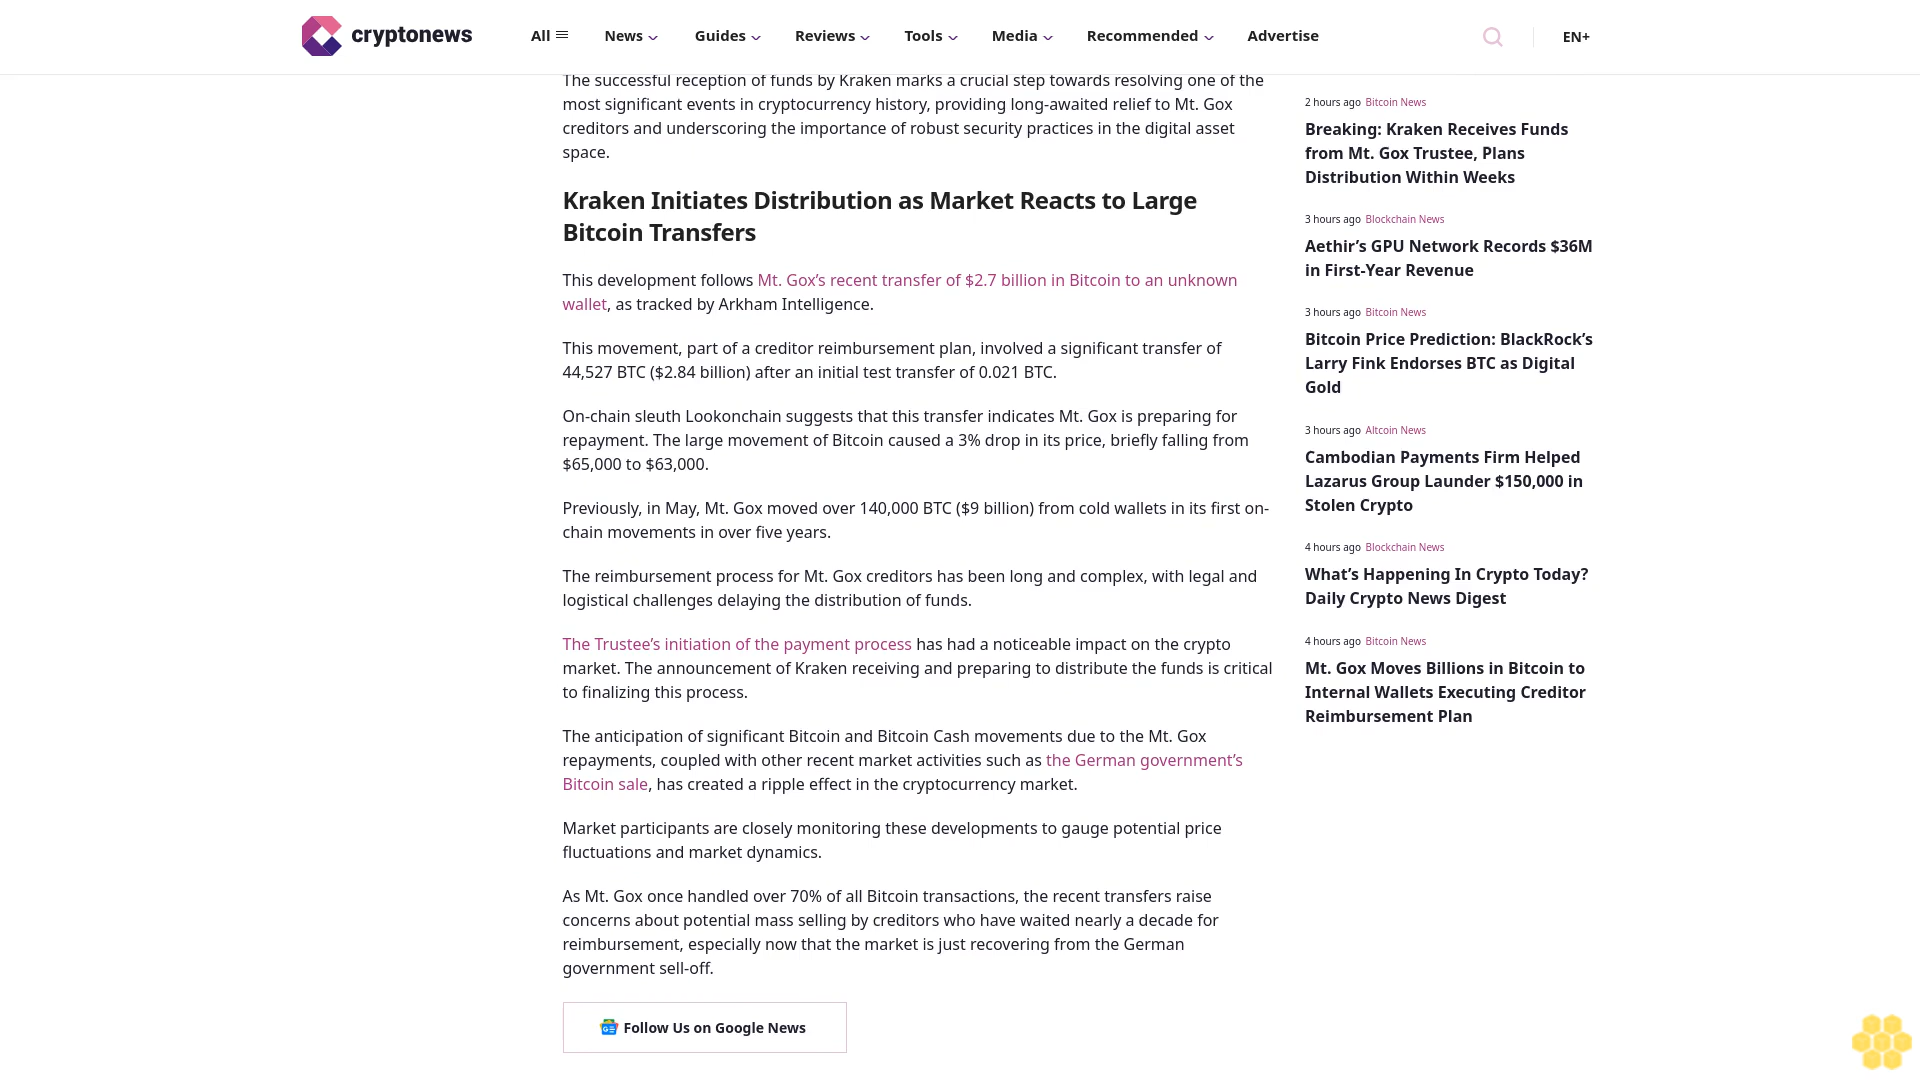 cryptonews
All
News
Guides
Reviews
Tools
Media
Recommended
Advertise
EN+
The successful reception of funds by Kraken marks a crucial step towards resolving one of the
most significant events in cryptocurrency history, providing long-awaited relief to Mt. Gox
creditors and underscoring the importance of robust security practices in the digital asset
space.
Kraken Initiates Distribution as Market Reacts to Large
Bitcoin Transfers
This development follows Mt. Gox’s recent transfer of $2.7 billion in Bitcoin to an unknown
wallet, as tracked by Arkham Intelligence.
This movement, part of a creditor reimbursement plan, involved a significant transfer of
44,527 BTC ($2.84 billion) after an initial test transfer of 0.021 BTC.
On-chain sleuth Lookonchain suggests that this transfer indicates Mt. Gox is preparing for
repayment. The large movement of Bitcoin caused a 3% drop in its price, briefly falling from
$65,000 to $63,000.
Previously, in May, Mt. Gox moved over 140,000 BTC ($9 billion) from cold wallets in its first on-
chain movements in over five years.
The reimbursement process for Mt. Gox creditors has been long and complex, with legal and
logistical challenges delaying the distribution of funds.
The Trustee’s initiation of the payment process has had a noticeable impact on the crypto
market. The announcement of Kraken receiving and preparing to distribute the funds is critical
to finalizing this process.
The anticipation of significant Bitcoin and Bitcoin Cash movements due to the Mt. Gox
repayments, coupled with other recent market activities such as the German government’s
Bitcoin sale, has created a ripple effect in the cryptocurrency market.
Market participants are closely monitoring these developments to gauge potential price
fluctuations and market dynamics.
As Mt. Gox once handled over 70% of all Bitcoin transactions, the recent transfers raise
concerns about potential mass selling by creditors who have waited nearly a decade for
reimbursement, especially now that the market is just recovering from the German
government sell-off.
Follow Us on Google News
2 hours ago Bitcoin News
Breaking: Kraken Receives Funds
from Mt. Gox Trustee, Plans
Distribution Within Weeks
3 hours ago Blockchain News
Aethir’s GPU Network Records $36M
in First-Year Revenue
3 hours ago Bitcoin News
Bitcoin Price Prediction: BlackRock’s
Larry Fink Endorses BTC as Digital
Gold
3 hours ago Altcoin News
Cambodian Payments Firm Helped
Lazarus Group Launder $150,000 in
Stolen Crypto
4 hours ago Blockchain News
What’s Happening In Crypto Today?
Daily Crypto News Digest
4 hours ago Bitcoin News
Mt. Gox Moves Billions in Bitcoin to
Internal Wallets Executing Creditor
Reimbursement Plan